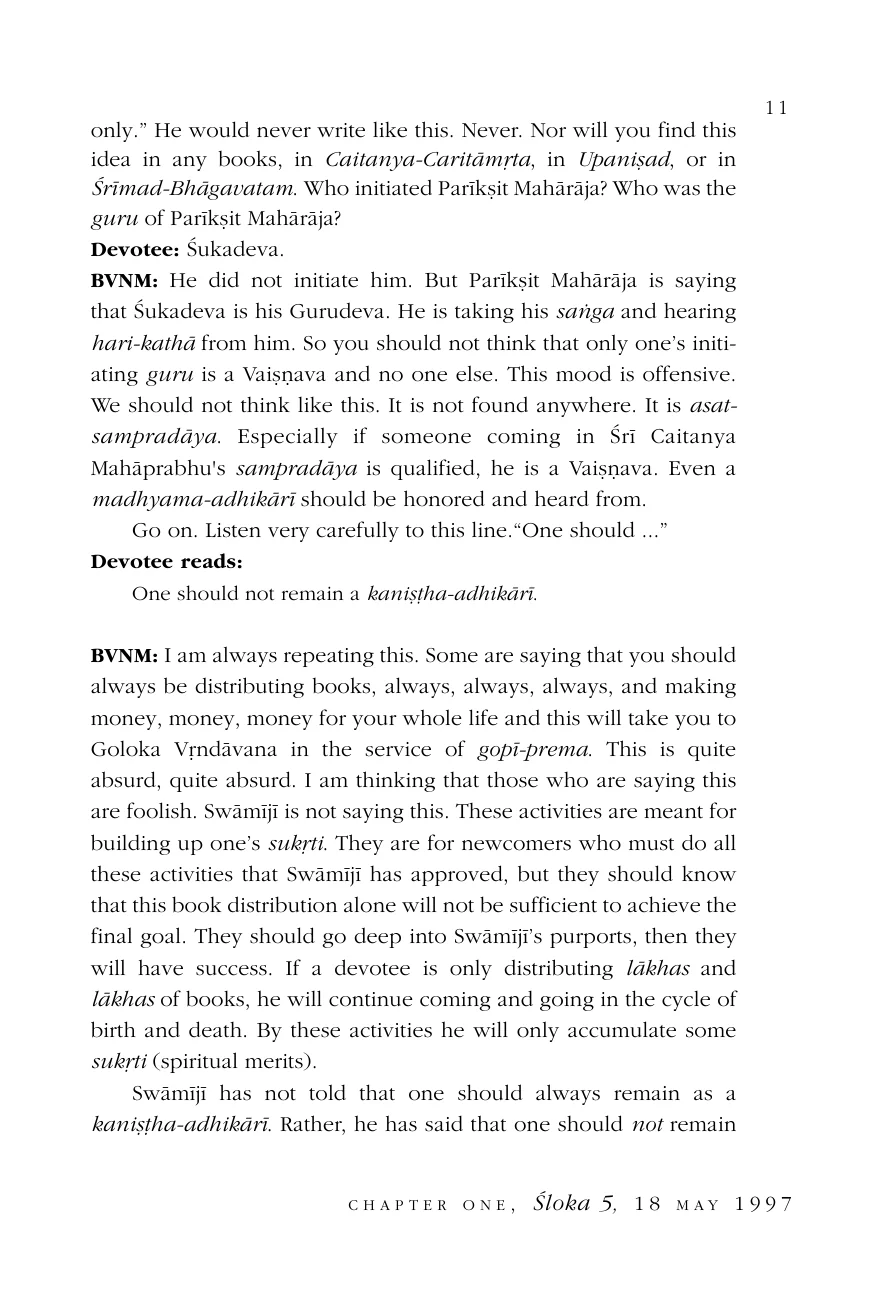 11
only.” He would never write like this. Never. Nor will you find this
idea in any books, in Caitanya-Caritāmṛta, in Upaniṣad, or in
Śrīmad-Bhāgavatam. Who initiated Parīkṣit Mahārāja? Who was the
guru of Parīkṣit Mahārāja?
Devotee: Śukadeva.
BVNM: He did not initiate him. But Parīkṣit Mahārāja is saying
that Śukadeva is his Gurudeva. He is taking his saṅga and hearing
hari-kathā from him. So you should not think that only one’s initi-
ating guru is a Vaiṣṇava and no one else. This mood is offensive.
We should not think like this. It is not found anywhere. It is asat-
sampradāya. Especially if someone coming in Śrī Caitanya
Mahāprabhu's sampradāya is qualified, he is a Vaiṣṇava. Even a
madhyama-adhikārī should be honored and heard from.
Go on. Listen very carefully to this line.“One should ...”
Devotee reads:
One should not remain a kaniṣṭha-adhikārī.
BVNM: I am always repeating this. Some are saying that you should
always be distributing books, always, always, always, and making
money, money, money for your whole life and this will take you to
Goloka Vṛndāvana in the service of gopī-prema. This is quite
absurd, quite absurd. I am thinking that those who are saying this
are foolish. Swāmījī is not saying this. These activities are meant for
building up one’s sukṛti. They are for newcomers who must do all
these activities that Swāmījī has approved, but they should know
that this book distribution alone will not be sufficient to achieve the
final goal. They should go deep into Swāmījī’s purports, then they
will have success. If a devotee is only distributing lākhas and
lākhas of books, he will continue coming and going in the cycle of
birth and death. By these activities he will only accumulate some
sukṛti (spiritual merits).
Swāmījī has not told that one should always remain as a
kaniṣṭha-adhikārī. Rather, he has said that one should not remain
CHAPTER ONE, Śloka 5, 18 MAY 1997